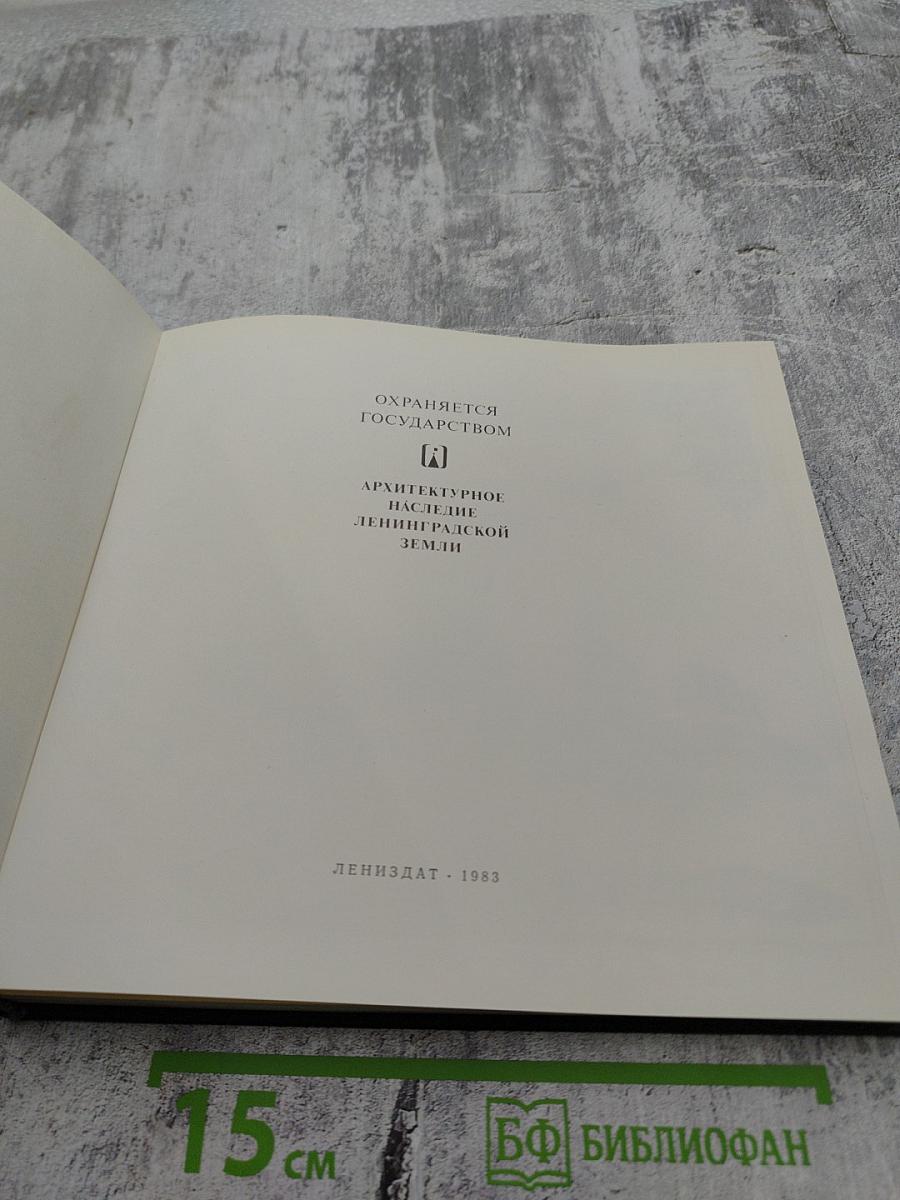 ОХРАНЯЕТСЯ
ГОСУДАРСТВОМ
АРХИТЕКТУРНОЕ
НАСЛЕДИЕ
ЛЕНИНГРАДСКОЙ
ЗЕМЛИ
ЛЕНИЗДАТ · 1983
15 см
БФ БИБЛИОФАН